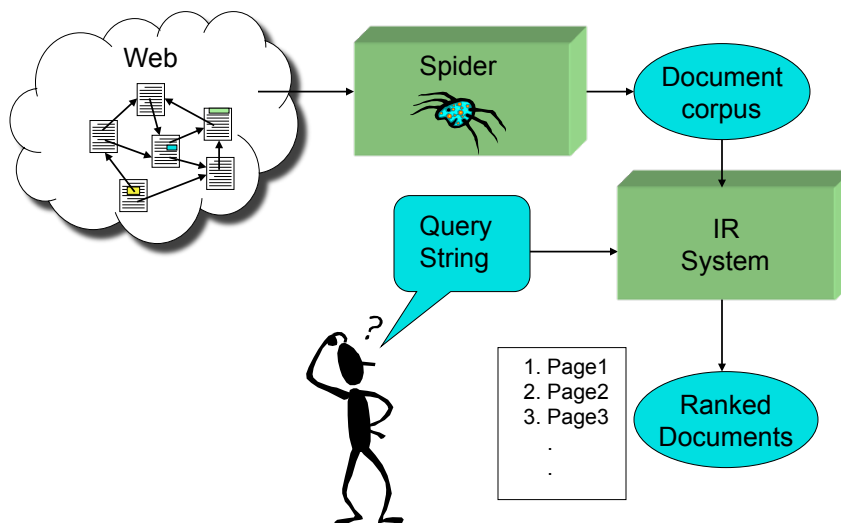 Web
Spider
Document
corpus
Query
String
IR
System
?
1. Page1
2. Page2
3. Page3
.
.
Ranked
Documents